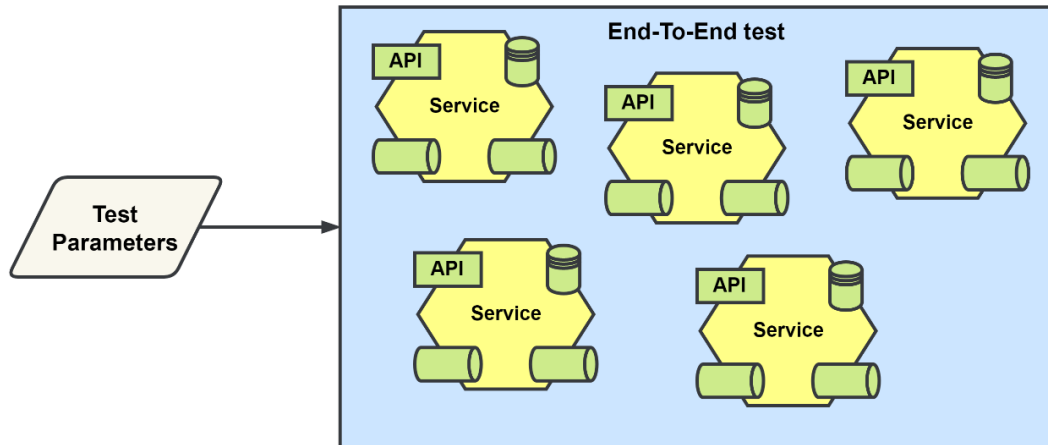 End-To-End test
API
Service
API
Service
API
Service
Test
Parameters
API
Service
API
Service